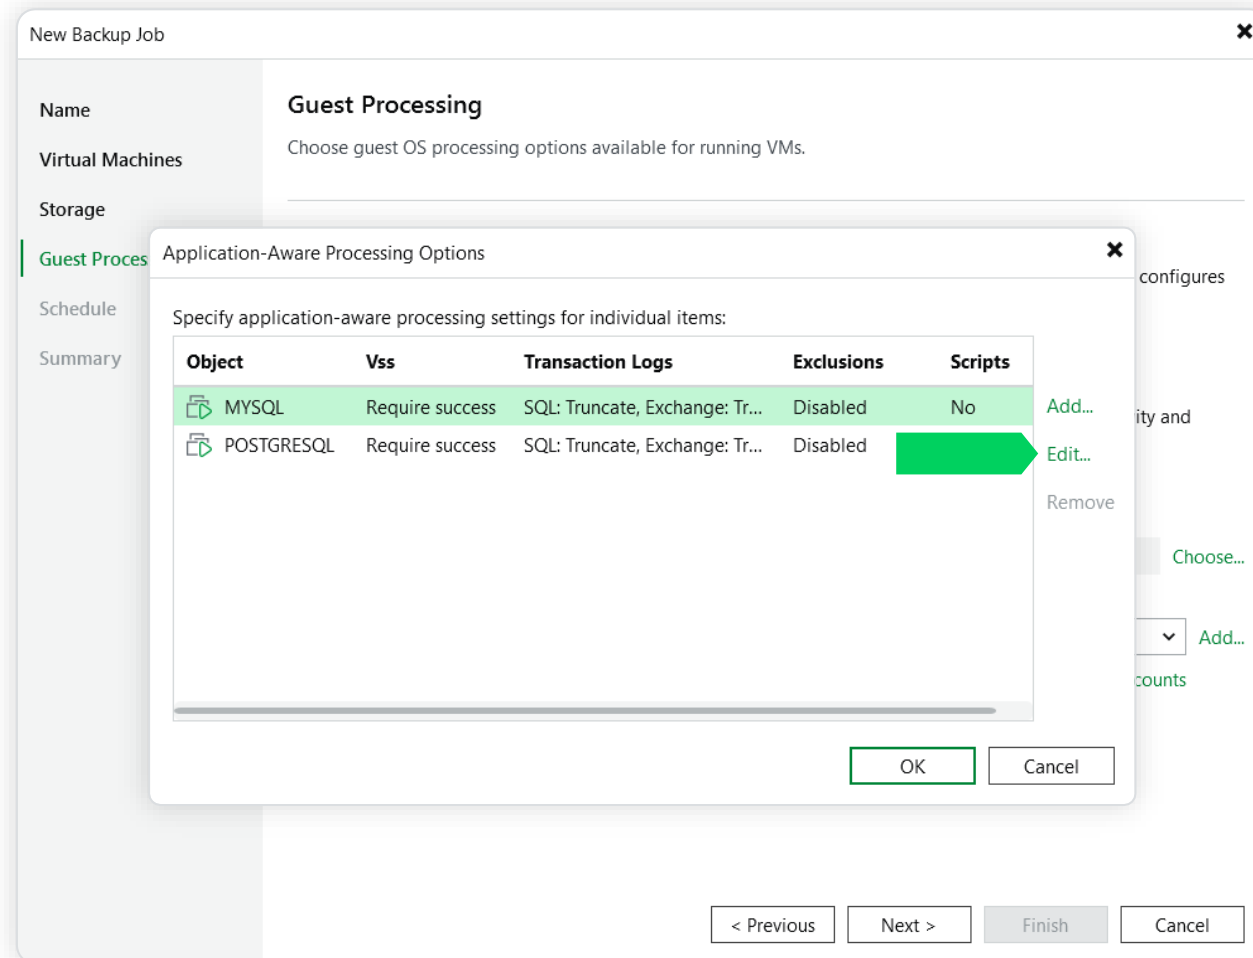 New Backup Job
Name
Virtual Machines
Storage
Guest Proces
Schedule
Summary
Guest Processing
Choose guest OS processing options available for running VMs.
configures
ity and
Choose...
Add...
counts
Application-Aware Processing Options
Specify application-aware processing settings for individual items:
Object Vss Transaction Logs Exclusions Scripts
MYSQL Require success SQL: Truncate, Exchange: Tr... Disabled No
POSTGRESQL Require success SQL: Truncate, Exchange: Tr... Disabled
Add...
Edit...
Remove
OK Cancel
< Previous Next > Finish Cancel